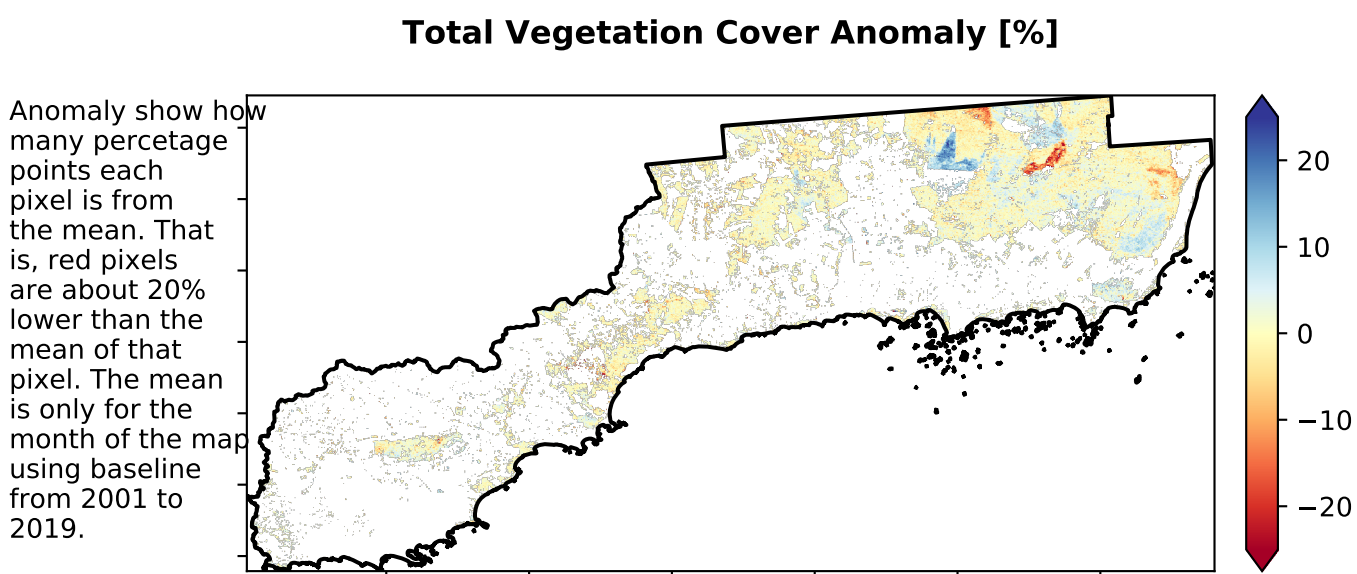 Total Vegetation Cover Anomaly [%]
Anomaly show how
many percetage
points each
pixel is from
the mean. That
is, red pixels
are about 20%
lower than the
mean of that
pixel. The mean
is only for the
month of the map
using baseline
from 2001 to
2019.
20
10
0
−10
−20